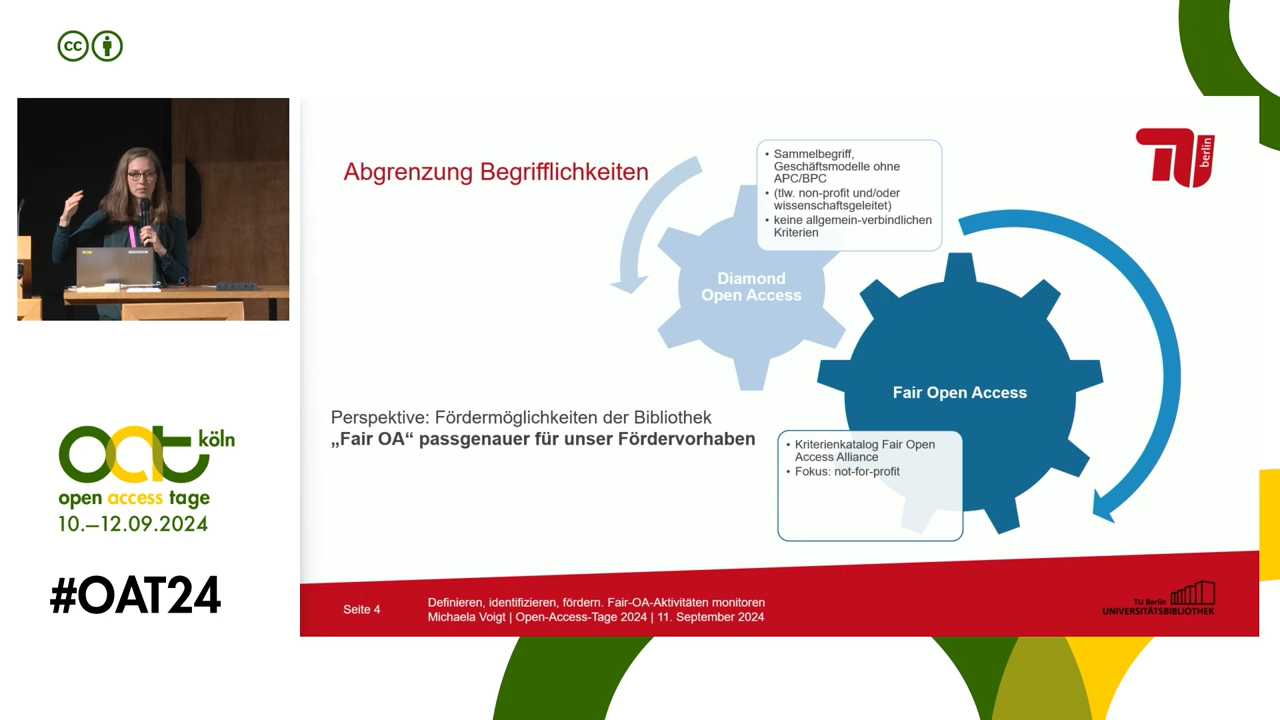 cc
Abgrenzung Begrifflichkeiten
• Sammelbegriff,
Geschäftsmodelle ohne
APC/BPC
• (tlw. non-profit und/oder
wissenschaftsgeleitet)
• keine allgemein-verbindlichen
Kriterien
TU berlin
Diamond
Open Access
Fair Open Access
Perspektive: Fördermöglichkeiten der Bibliothek
„Fair OA“ passgenauer für unser Fördervorhaben
• Kriterienkatalog Fair Open
Access Alliance
• Fokus: not-for-profit
oat köln
open access tage
10.–12.09.2024
#OAT24
Seite 4
Definieren, identifizieren, fördern. Fair-OA-Aktivitäten monitoren
Michaela Voigt | Open-Access-Tage 2024 | 11. September 2024
TU Berlin
UNIVERSITÄTSBIBLIOTHEK